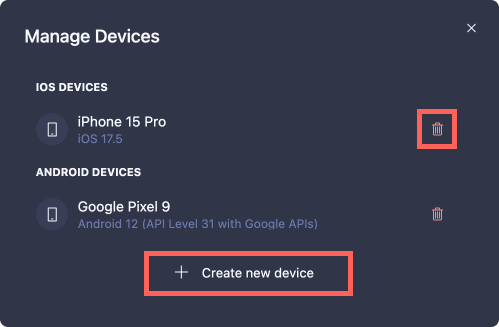 Manage Devices
IOS DEVICES
iPhone 15 Pro
iOS 17.5
ANDROID DEVICES
Google Pixel 9
Android 12 (API Level 31 with Google APIs)
Create new device